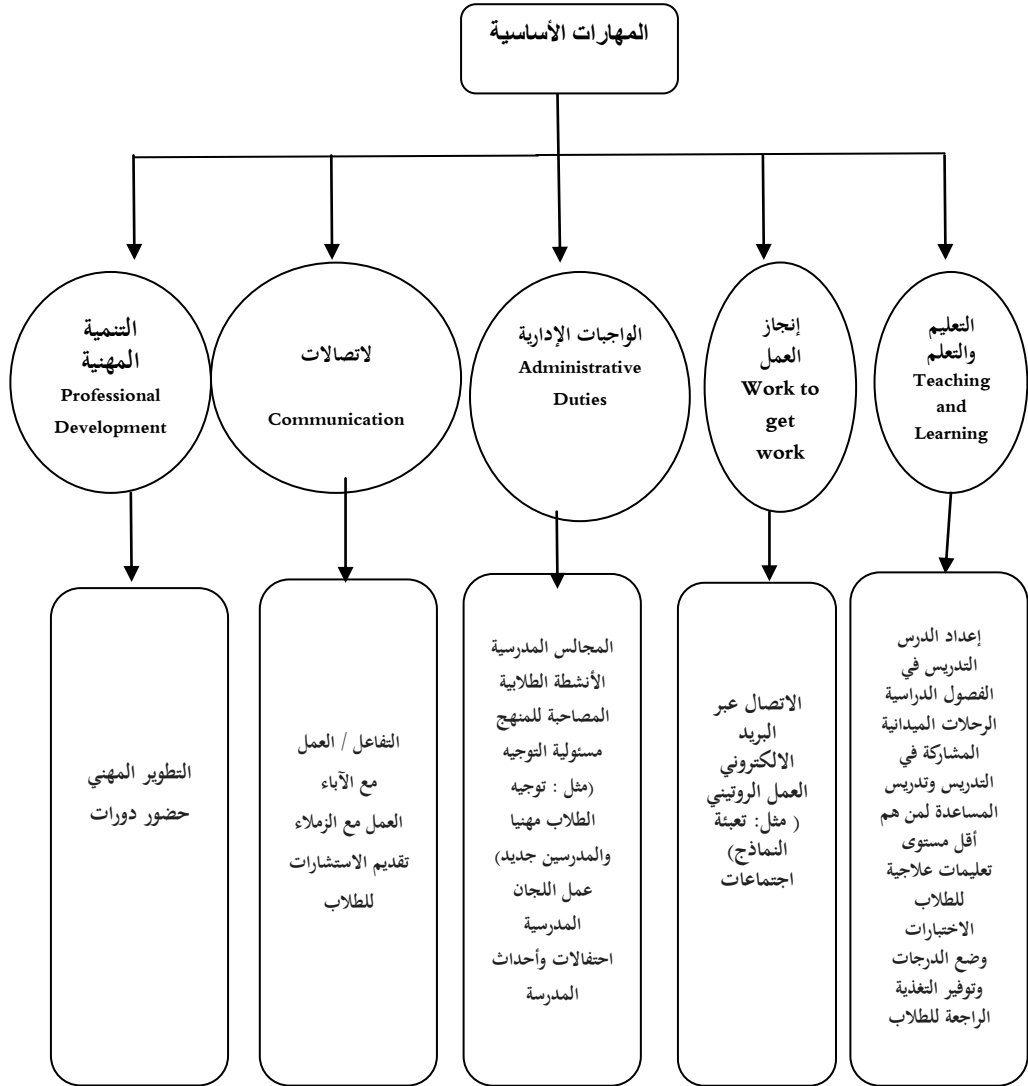 المهارات الأساسية
التعليم
والتعلم
Teaching
and
Learning
إنجاز
العمل
Work to
get
work
الواجبات الإدارية
Administrative
Duties
لاتصالات
Communication
التنمية
المهنية
Professional
Development
إعداد الدرس
التدريس في
الفصول الدراسية
الرحلات الميدانية
المشاركة في
التدريس وتدريس
المساعدة لمن هم
أقل مستوى
تعليمات علاجية
للطلاب
الاختبارات
وضع الدرجات
وتوفير التغذية
الراجعة للطلاب
الاتصال عبر
البريد
الالكتروني
العمل الروتيني
( مثل: تعبئة
النماذج)
اجتماعات
المجالس المدرسية
الأنشطة الطلابية
المصاحبة للمنهج
مسئولية التوجيه
(مثل : توجيه
الطلاب مهنيا
والمدرسين جديد)
عمل اللجان
المدرسية
احتفالات وأحداث
المدرسة
التفاعل / العمل
مع الآباء
العمل مع الزملاء
تقديم الاستشارات
للطلاب
التطوير المهني
حضور دورات